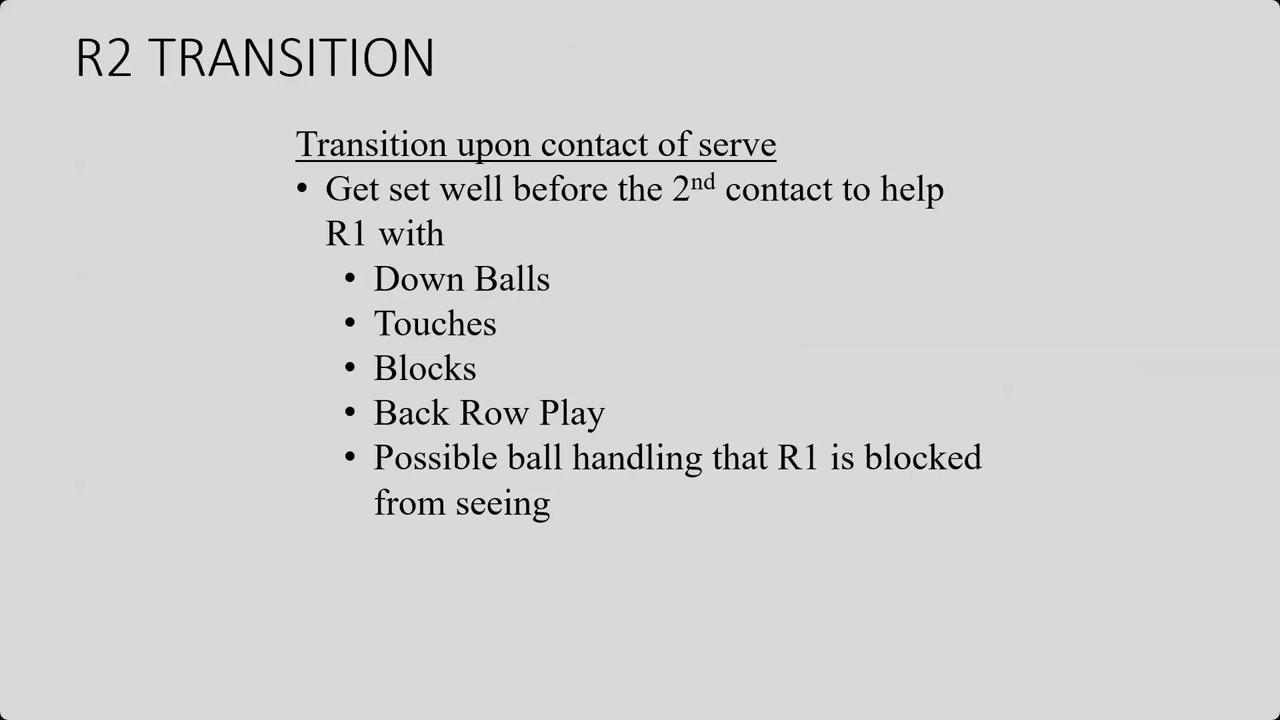 R2 TRANSITION
Transition upon contact of serve
• Get set well before the 2nd contact to help
R1 with
• Down Balls
• Touches
• Blocks
• Back Row Play
• Possible ball handling that R1 is blocked
from seeing